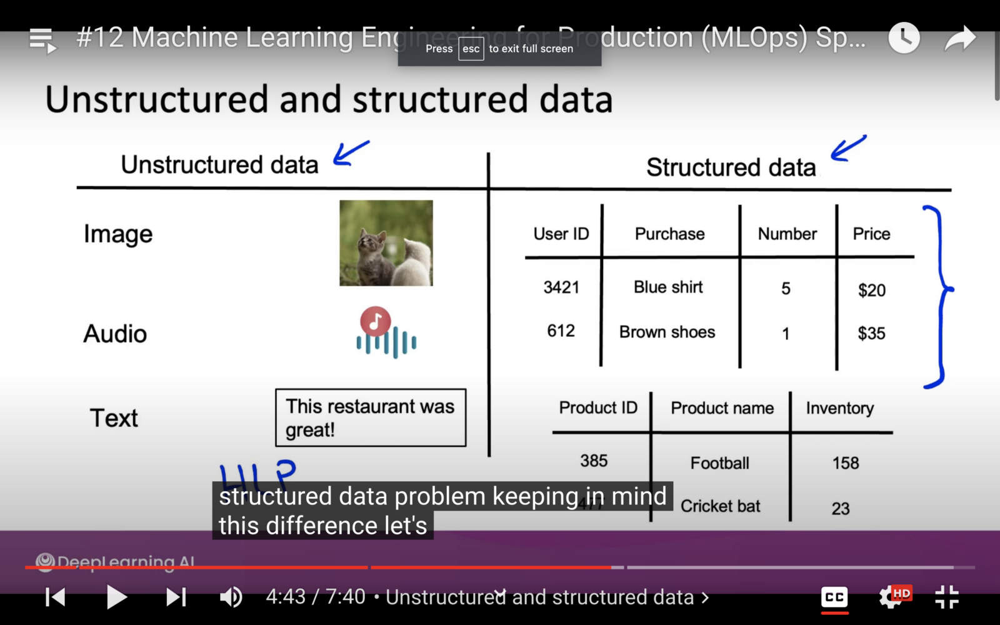 #12 Machine Learning Engineering for Production (MLOps) Sp...
Press esc to exit full screen
Unstructured and structured data
Unstructured data
Structured data
Image
User ID Purchase Number Price
3421 Blue shirt 5 $20
Audio
612 Brown shoes 1 $35
Text
This restaurant was
great!
Product ID Product name Inventory
385 Football 158
HLP
477 Cricket bat 23
structured data problem keeping in mind
this difference let's
DeepLearning.AI
4:43 / 7:40 • Unstructured and structured data >
CC
HD